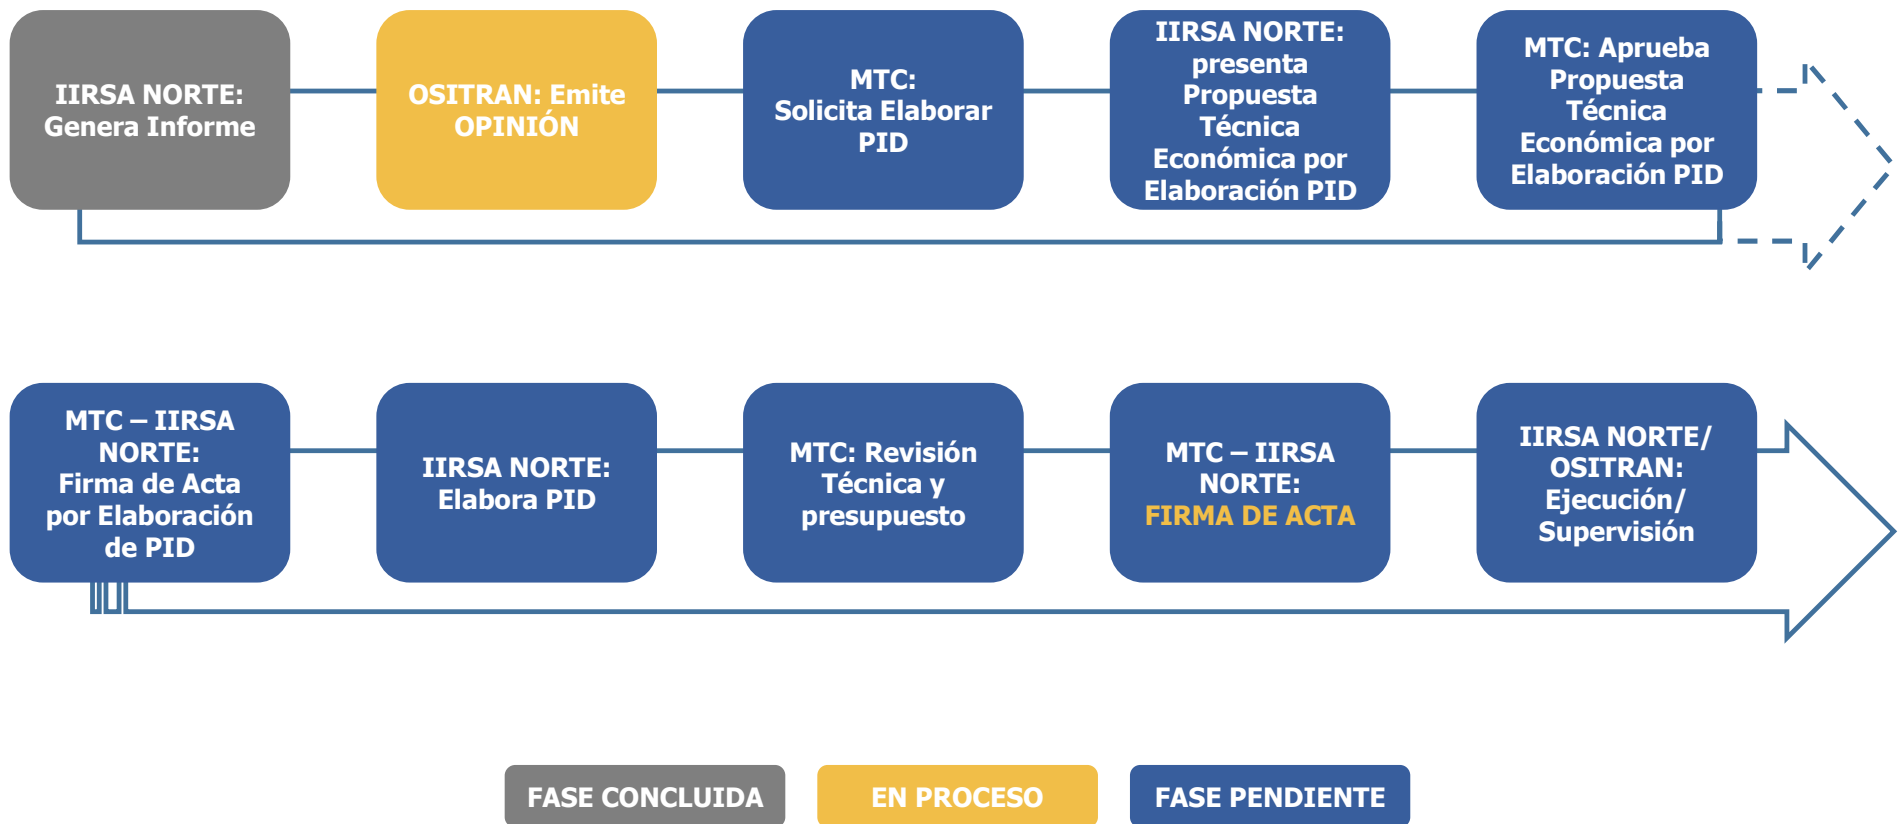 IIRSA NORTE:
Genera Informe
OSITRAN: Emite
OPINIÓN
MTC:
Solicita Elaborar
PID
IIRSA NORTE:
presenta
Propuesta
Técnica
Económica por
Elaboración PID
MTC: Aprueba
Propuesta
Técnica
Económica por
Elaboración PID
MTC – IIRSA
NORTE:
Firma de Acta
por Elaboración
de PID
IIRSA NORTE:
Elabora PID
MTC: Revisión
Técnica y
presupuesto
MTC – IIRSA
NORTE:
FIRMA DE ACTA
IIRSA NORTE/
OSITRAN:
Ejecución/
Supervisión
FASE CONCLUIDA
EN PROCESO
FASE PENDIENTE